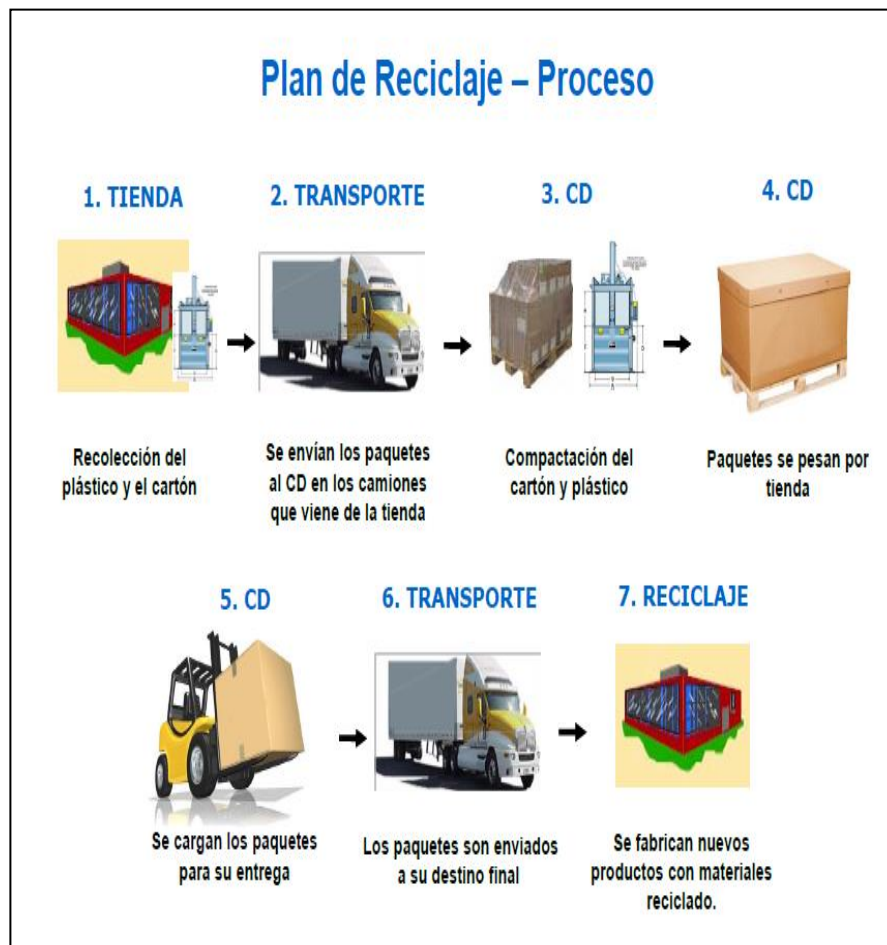 Plan de Reciclaje – Proceso
1. TIENDA
2. TRANSPORTE
3. CD
4. CD
Recolección del
plástico y el cartón
Se envían los paquetes
al CD en los camiones
que viene de la tienda
Compactación del
cartón y plástico
Paquetes se pesan por
tienda
5. CD
6. TRANSPORTE
7. RECICLAJE
Se cargan los paquetes
para su entrega
Los paquetes son enviados
a su destino final
Se fabrican nuevos
productos con materiales
reciclado.